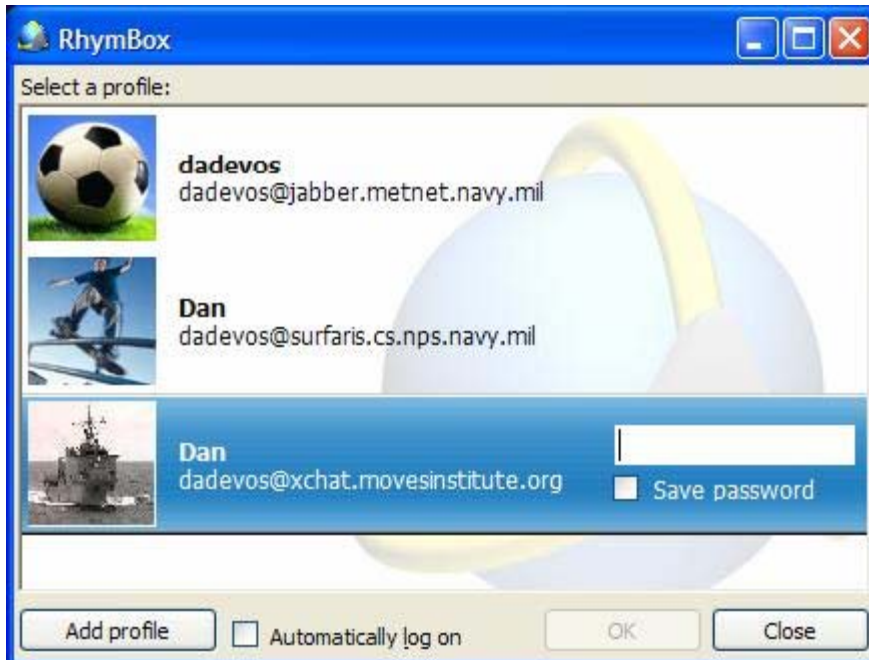 RhymBox
Select a profile:
dadevos
dadevos@jabber.metnet.navy.mil
Dan
dadevos@surfaris.cs.nps.navy.mil
Dan
dadevos@xchat.movesinstitute.org
Save password
Add profile
Automatically log on
OK
Close